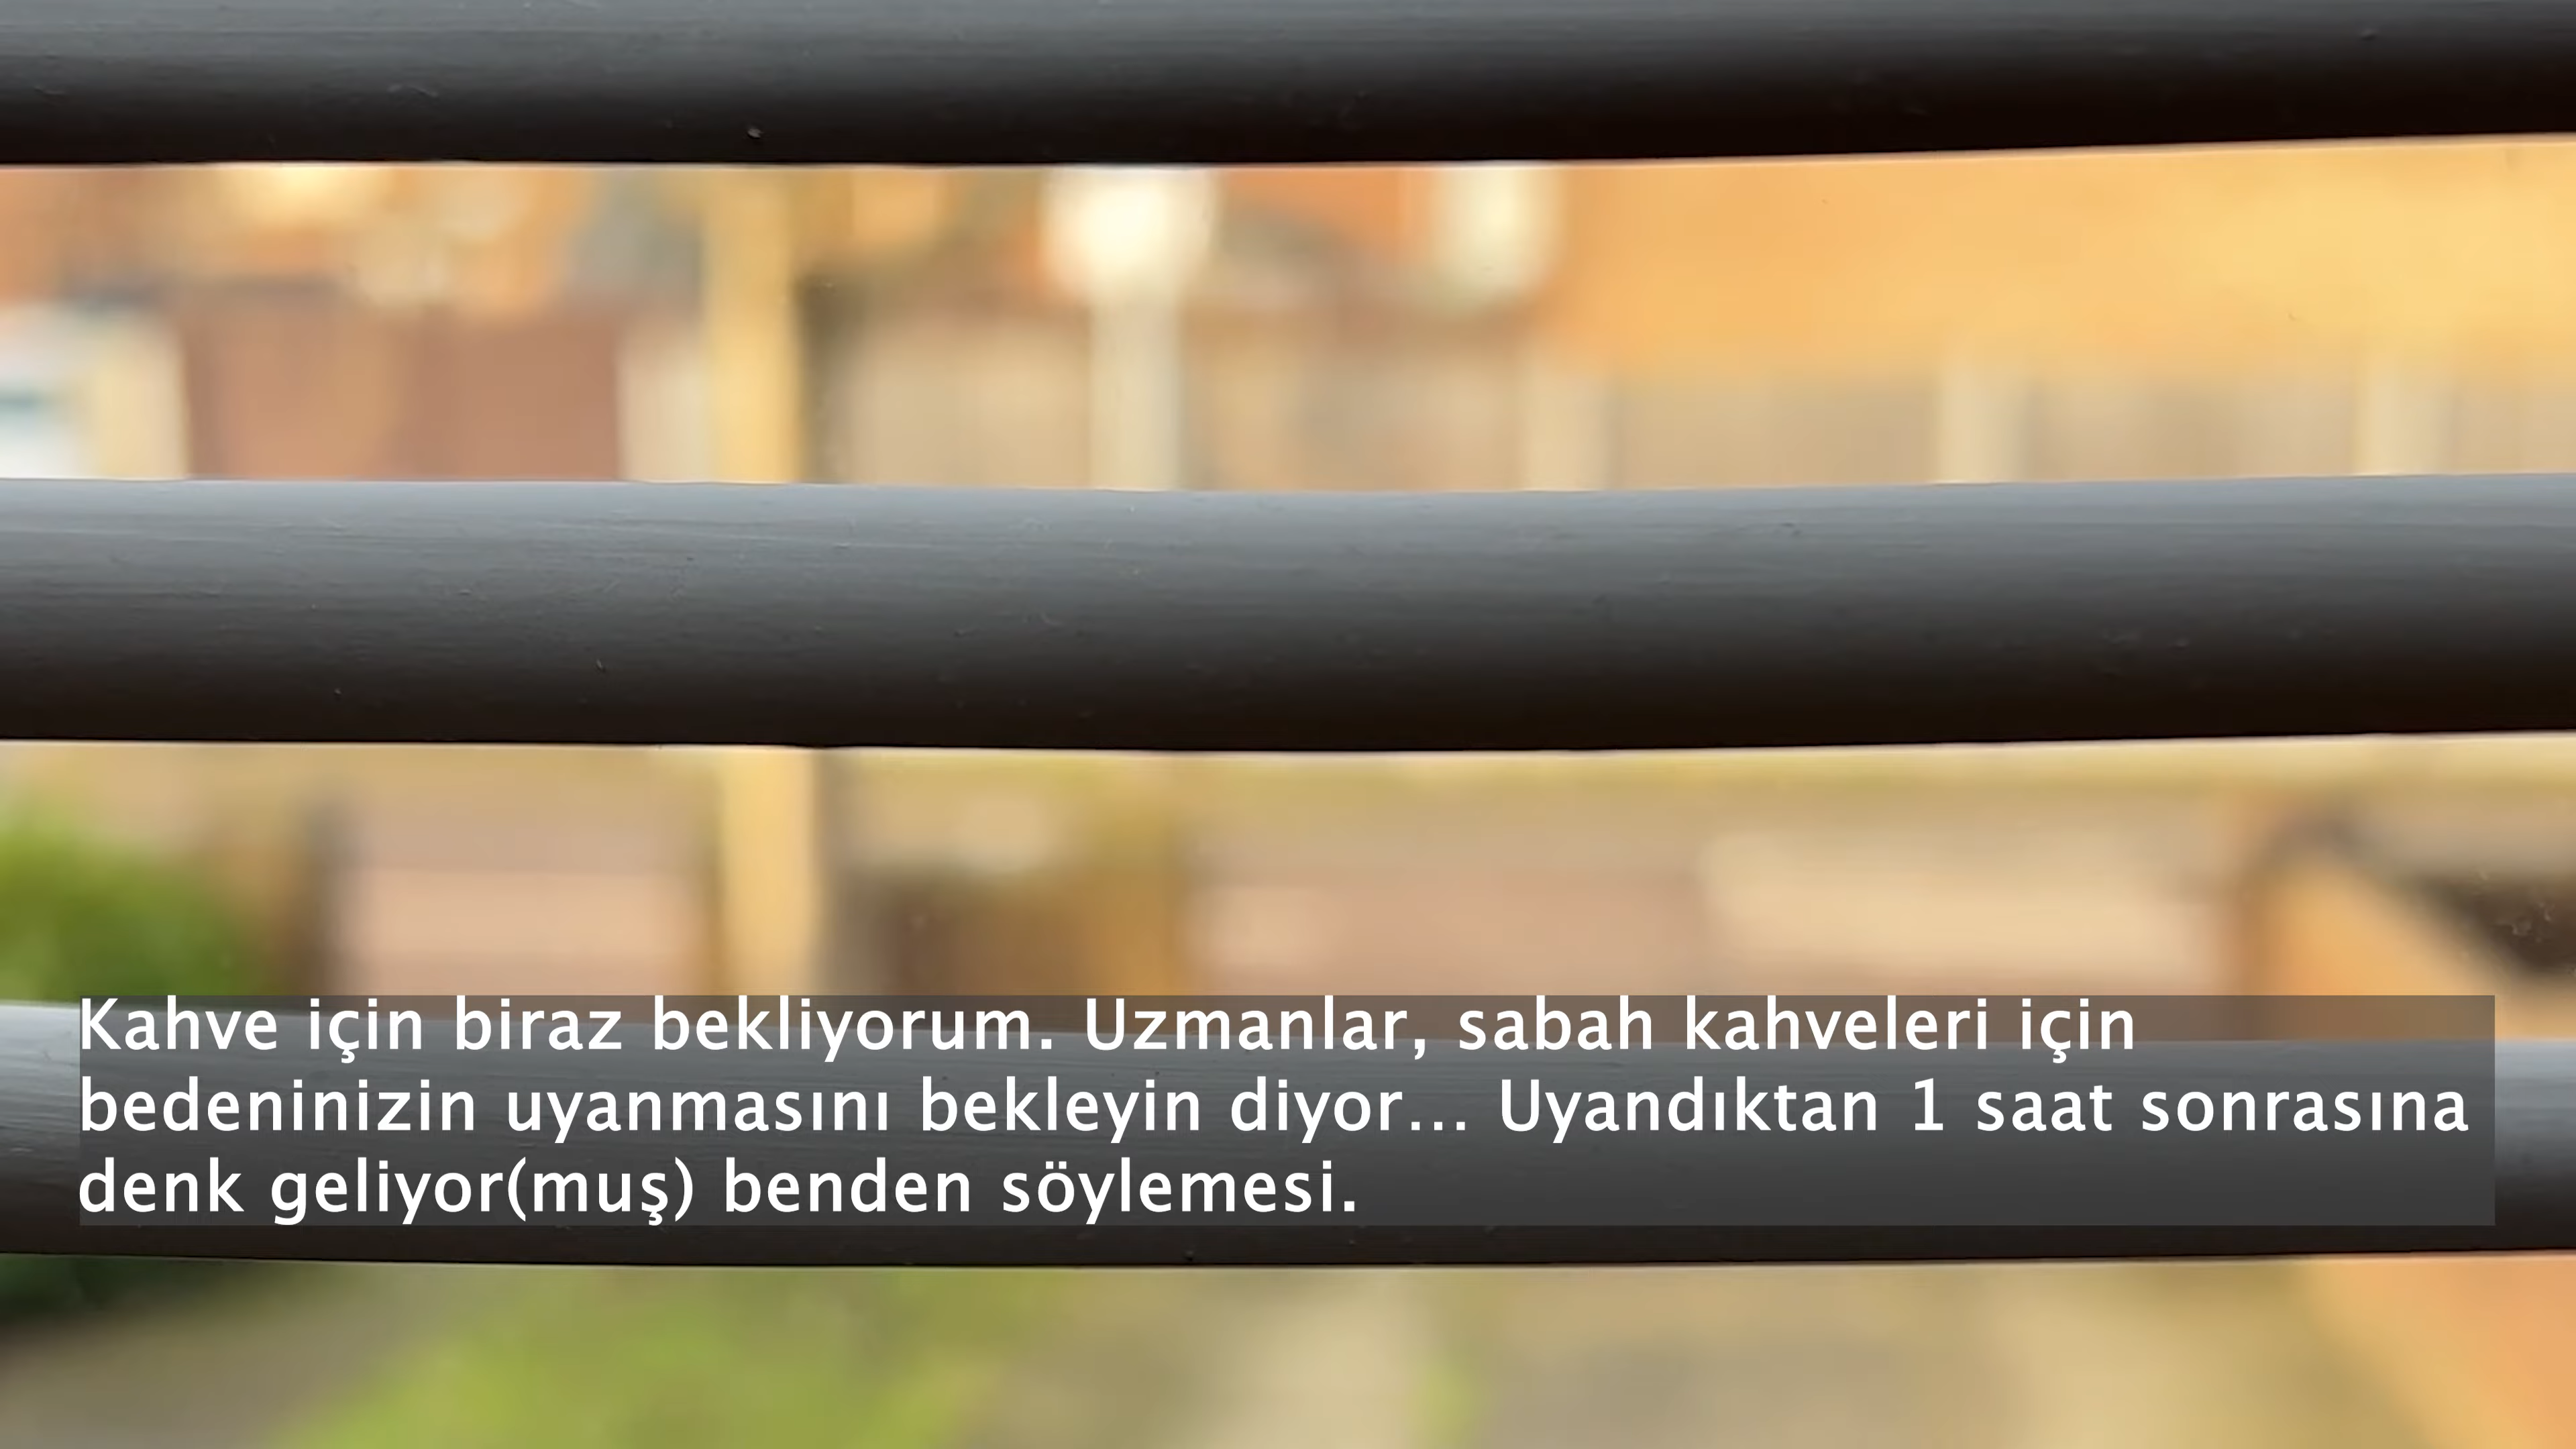 Kahve için biraz bekliyorum. Uzmanlar, sabah kahveleri için
bedeninizin uyanmasını bekleyin diyor... Uyandıktan 1 saat sonrasına
denk geliyor(muş) benden söylemesi.